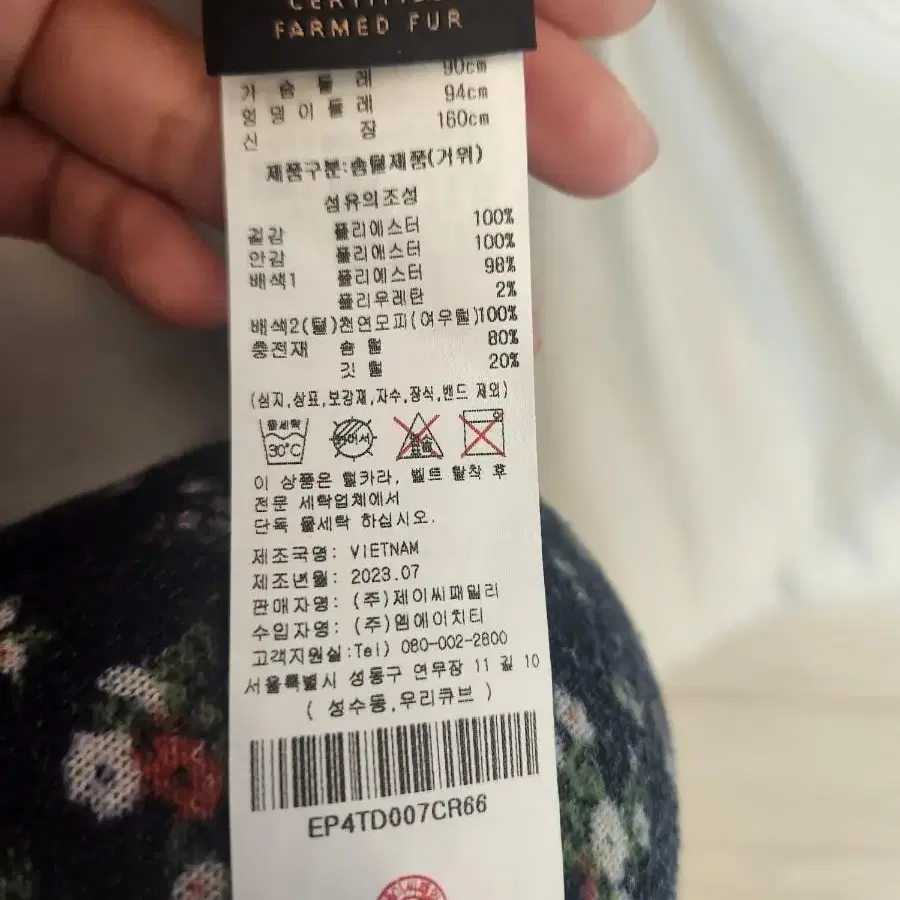 CERTIFIED
FARMED FUR
90cm
가 슴 둘 레 94cm
엉 덩 이 둘 레 160cm
신 장
제품구분:솜털제품(거위)
섬유의조성
겉감 폴리에스터 100%
안감 폴리에스터 100%
배색1 폴리에스터 98%
폴리우레탄 2%
배색2(털)천연모피(여우털)100%
충전재 솜 털 80%
깃 털 20%
(심지,상표,보강재,자수,장식,밴드 제외)
물세탁
30°C
이 상품은 털카라, 벨트 탈착 후
전문 세탁업체에서
단독 물세탁 하십시오.
제조국명: VIETNAM
제조년월: 2023.07
판매자명: (주)제이씨패밀리
수입자명: (주)엠에이치티
고객지원실:Tel) 080-002-2800
서울특별시 성동구 연무장 11 길 10
( 성수동,우리큐브 )
EP4TD007CR66